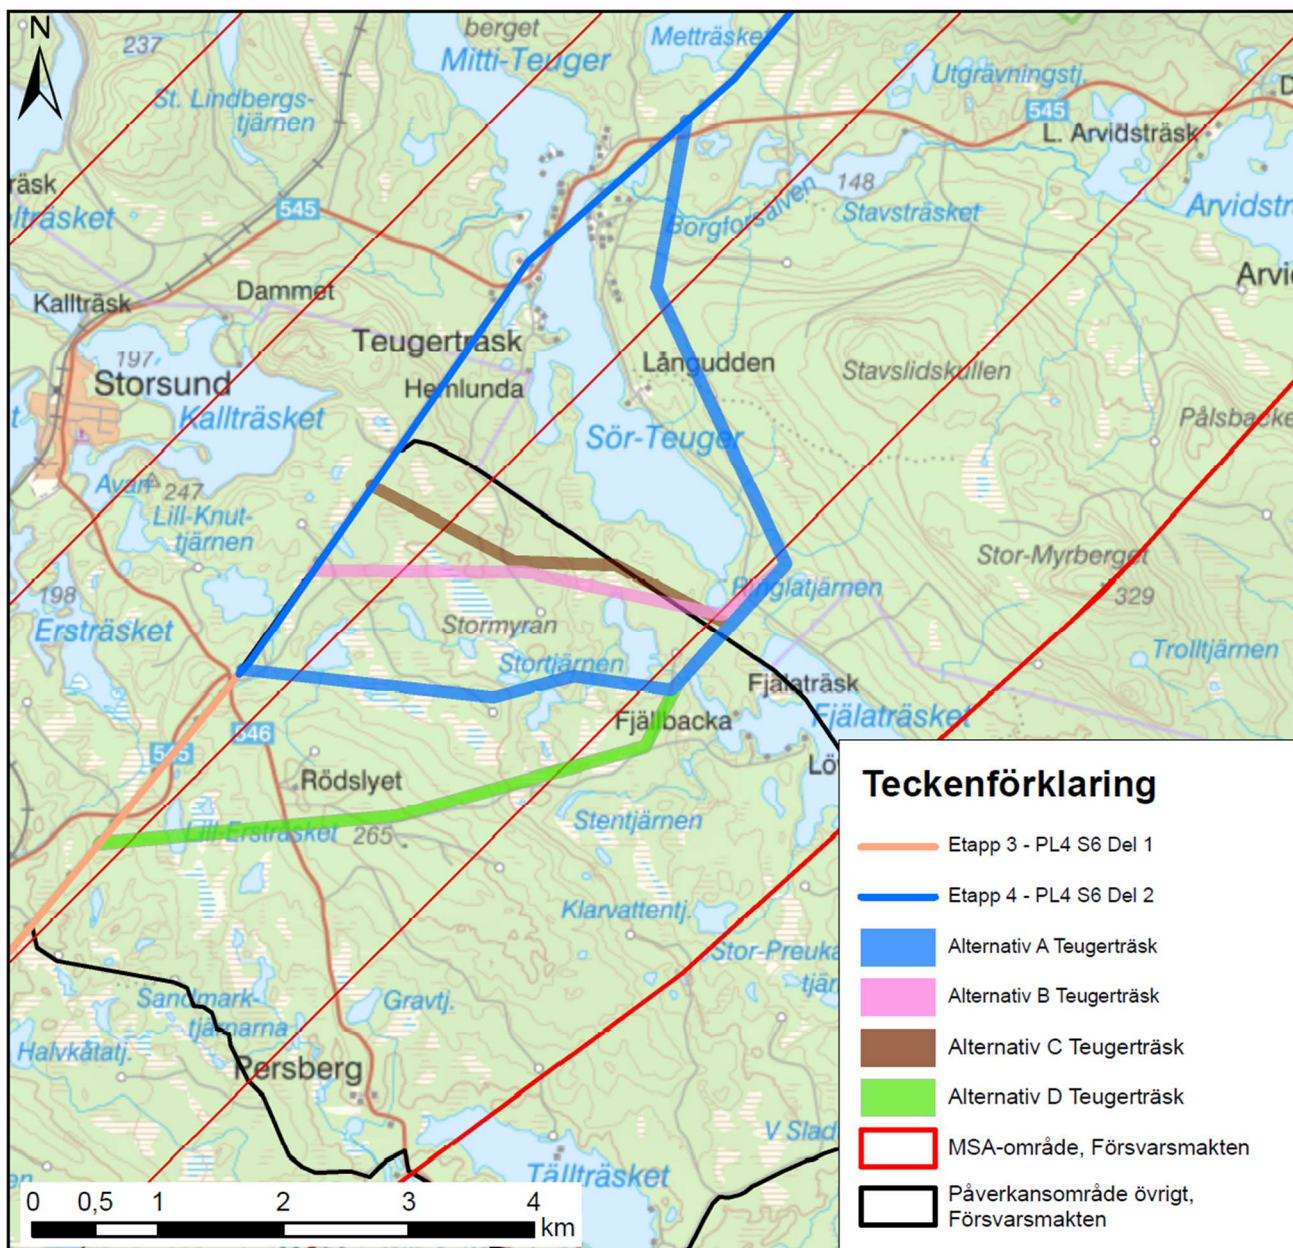 N
237
berget
Mitti-Teuger
Metträsket
Utgrävningstj.
St. Lindbergs-
tjärnen
545
L. Arvidsträsk
räsk
lträsket
545
148
Borgforsälven
Stavsträsket
Arvidstr
Arvi
Kallträsk
Dammet
197
Storsund
Teugerträsk
Hemlunda
Långudden
Stavslidskullen
Kallträsket
Pålsbacke
Sör-Teuger
Avan
247
Lill-Knut-
tjärnen
Stor-Myrberget
329
198
Ersträsket
Ringlatjärnen
Stormyran
Stortjärnen
Trolltjärnen
Fjälaträsk
Fjällbacka
Fjälaträsket
546
545
Rödslyet
Lö
Lill-Ersträsket
265
Stentjärnen
Klarvattentj.
Stor-Preuka
tjär
Sandmark-
tjärnarna
Gravtj.
Halvkåtatj.
Persberg
V Slad
Tällträsket
0 0,5 1 2 3 4
km
Teckenförklaring
Etapp 3 - PL4 S6 Del 1
Etapp 4 - PL4 S6 Del 2
Alternativ A Teugerträsk
Alternativ B Teugerträsk
Alternativ C Teugerträsk
Alternativ D Teugerträsk
MSA-område, Försvarsmakten
Påverkansområde övrigt,
Försvarsmakten